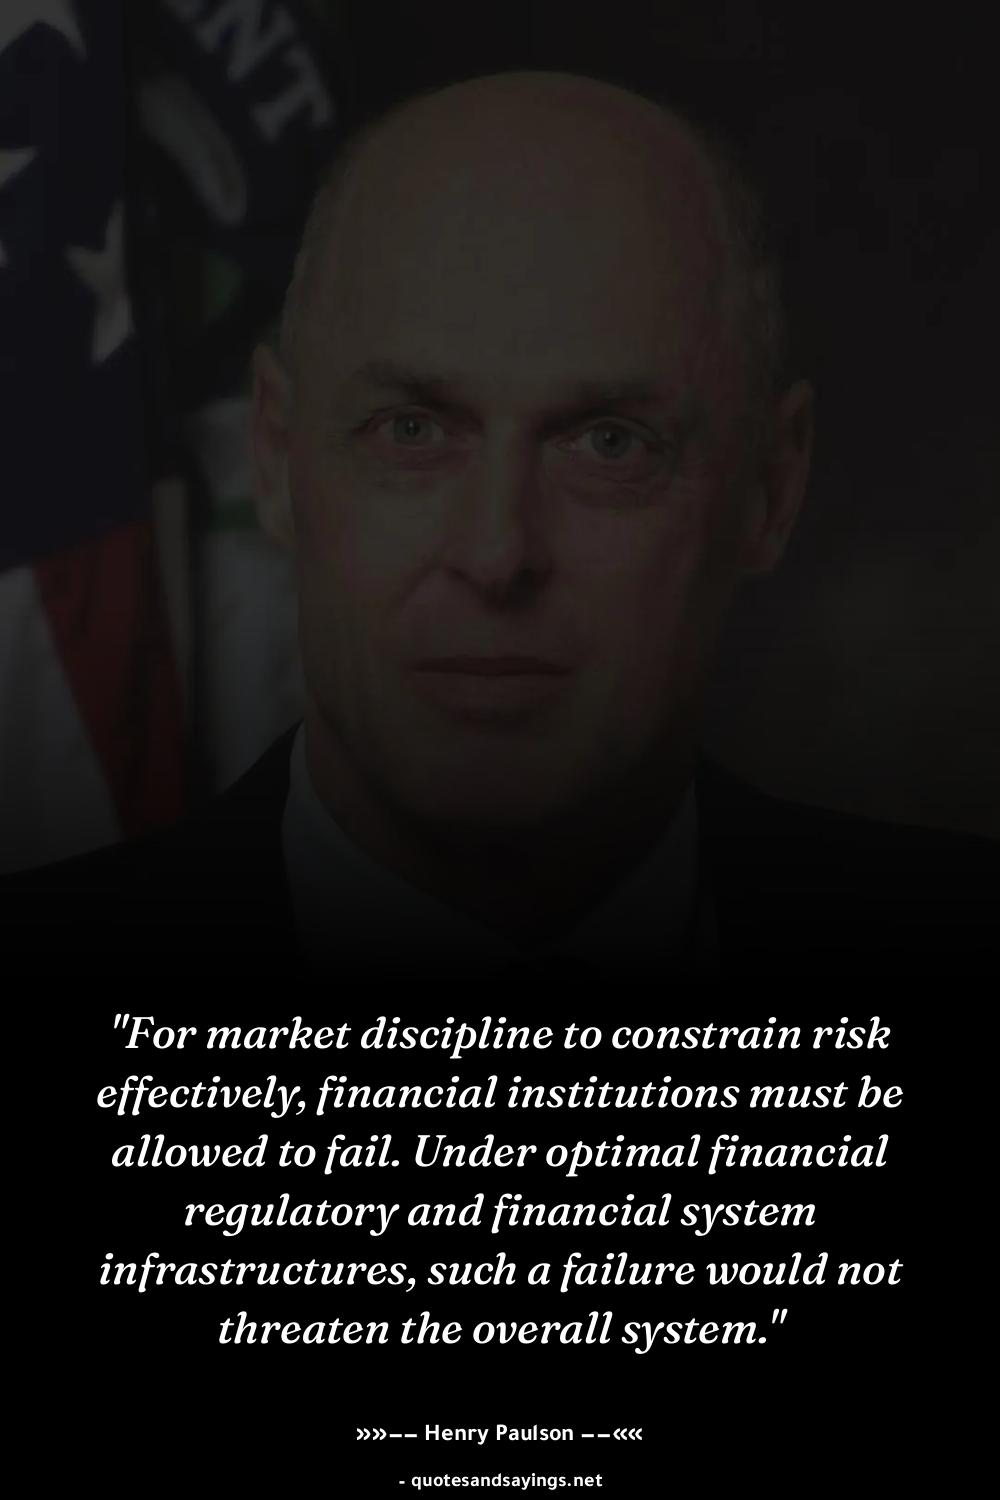 NT
"For market discipline to constrain risk
effectively, financial institutions must be
allowed to fail. Under optimal financial
regulatory and financial system
infrastructures, such a failure would not
threaten the overall system."
»»−− Henry Paulson −−««
- quotesandsayings.net